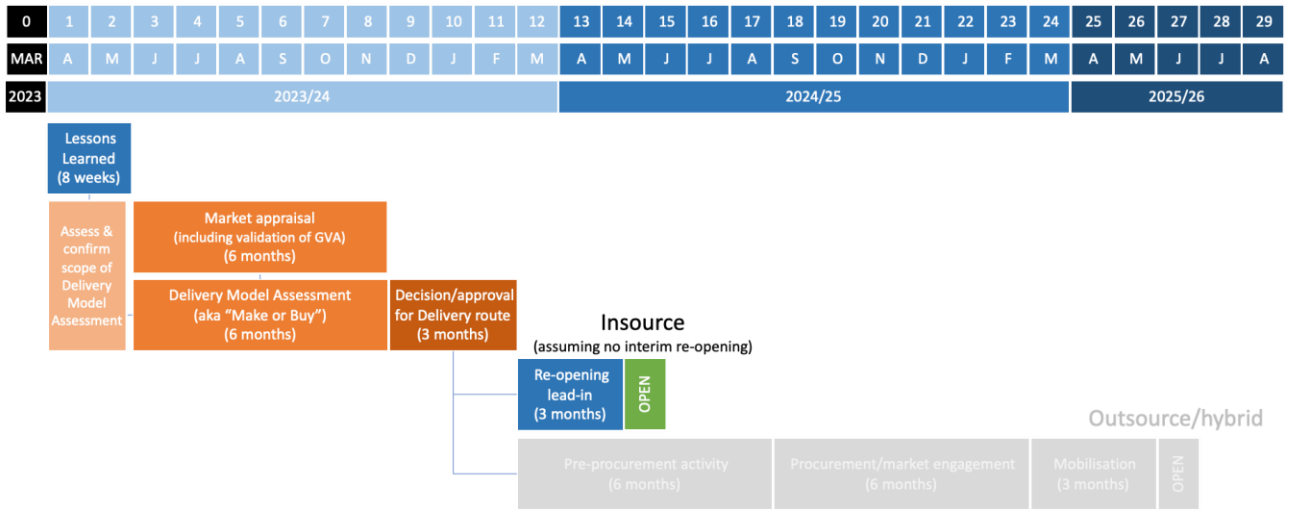 0 1 2 3 4 5 6 7 8 9 10 11 12 13 14 15 16 17 18 19 20 21 22 23 24 25 26 27 28 29
MAR A M J J A S O N D J F M A M J J A S O N D J F M A M J J A
2023 2023/24 2024/25 2025/26
Lessons
Learned
(8 weeks)
Assess &
confirm
scope of
Delivery
Model
Assessment
Market appraisal
(including validation of GVA)
(6 months)
Delivery Model Assessment
(aka “Make or Buy”)
(6 months)
Decision/approval
for Delivery route
(3 months)
Insource
(assuming no interim re-opening)
Re-opening
lead-in
(3 months)
OPEN
Outsource/hybrid
Pre-procurement activity
(6 months)
Procurement/market engagement
(6 months)
Mobilisation
(3 months)
OPEN